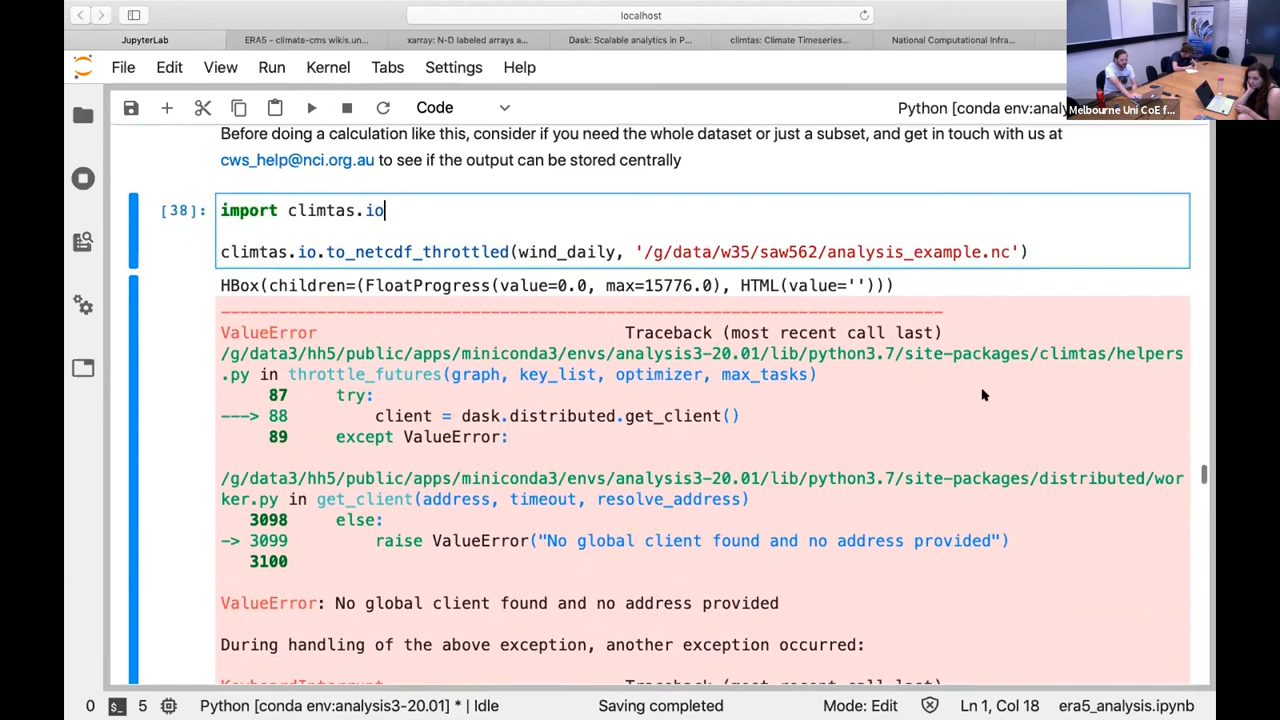 localhost
JupyterLab
ERA5 - climate-cms wikis.un...
xarray: N-D labeled arrays a...
Dask: Scalable analytics in P...
climtas: Climate Timeseries...
National Computational Infra...
File Edit View Run Kernel Tabs Settings Help
Melbourne Uni CoE f...
Code
Python [conda env:analy
Before doing a calculation like this, consider if you need the whole dataset or just a subset, and get in touch with us at
cws_help@nci.org.au to see if the output can be stored centrally
[38]: import climtas.io
climtas.io.to_netcdf_throttled(wind_daily, '/g/data/w35/saw562/analysis_example.nc')
HBox(children=(FloatProgress(value=0.0, max=15776.0), HTML(value='')))
---------------------------------------------------------------------------
ValueError Traceback (most recent call last)
/g/data3/hh5/public/apps/miniconda3/envs/analysis3-20.01/lib/python3.7/site-packages/climtas/helpers
.py in throttle_futures(graph, key_list, optimizer, max_tasks)
87 try:
---> 88 client = dask.distributed.get_client()
89 except ValueError:
/g/data3/hh5/public/apps/miniconda3/envs/analysis3-20.01/lib/python3.7/site-packages/distributed/wor
ker.py in get_client(address, timeout, resolve_address)
3098 else:
-> 3099 raise ValueError("No global client found and no address provided")
3100
ValueError: No global client found and no address provided
During handling of the above exception, another exception occurred:
KeyboardInterrupt Traceback (most recent call last)
0 $_ 5 Python [conda env:analysis3-20.01] * | Idle Saving completed Mode: Edit Ln 1, Col 18 era5_analysis.ipynb